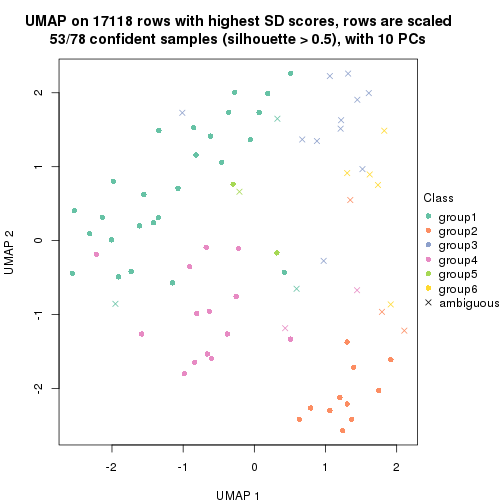 UMAP on 17118 rows with highest SD scores, rows are scaled
53/78 confident samples (silhouette > 0.5), with 10 PCs
2
1
0
-1
-2
UMAP 2
-2
-1
0
1
2
UMAP 1
Class
group1
group2
group3
group4
group5
group6
ambiguous